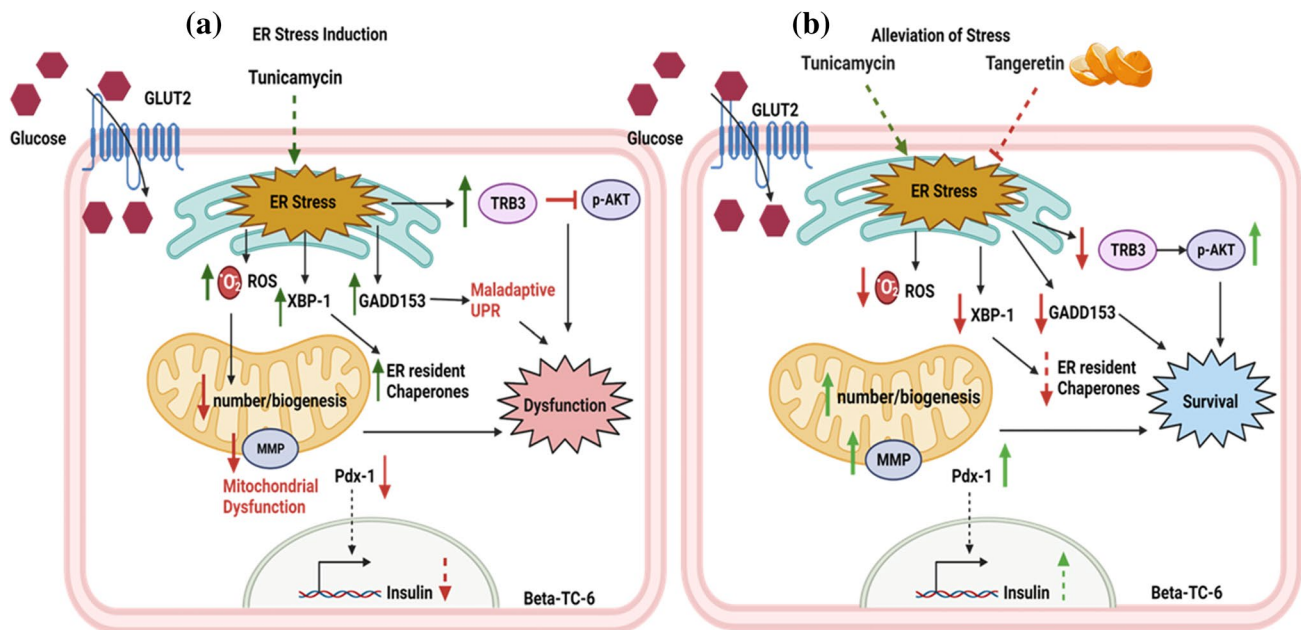 (a)
ER Stress Induction
Tunicamycin
GLUT2
Glucose
ER Stress
TRB3
p-AKT
•O₂⁻ ROS
XBP-1
GADD153
Maladaptive
UPR
ER resident
Chaperones
number/biogenesis
MMP
Mitochondrial
Dysfunction
Dysfunction
Pdx-1
Insulin
Beta-TC-6
(b)
Alleviation of Stress
Tunicamycin
Tangeretin
GLUT2
Glucose
ER Stress
TRB3
p-AKT
•O₂⁻ ROS
XBP-1
GADD153
ER resident
Chaperones
number/biogenesis
MMP
Survival
Pdx-1
Insulin
Beta-TC-6